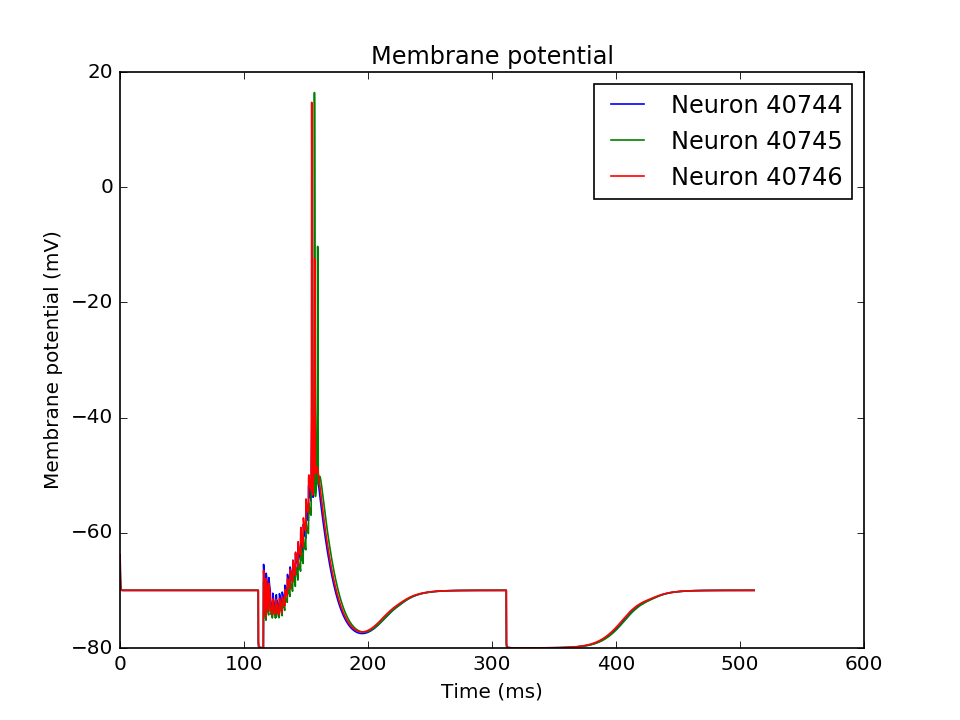 Membrane potential
Neuron 40744
Neuron 40745
Neuron 40746
Membrane potential (mV)
20
0
−20
−40
−60
−80
0 100 200 300 400 500 600
Time (ms)